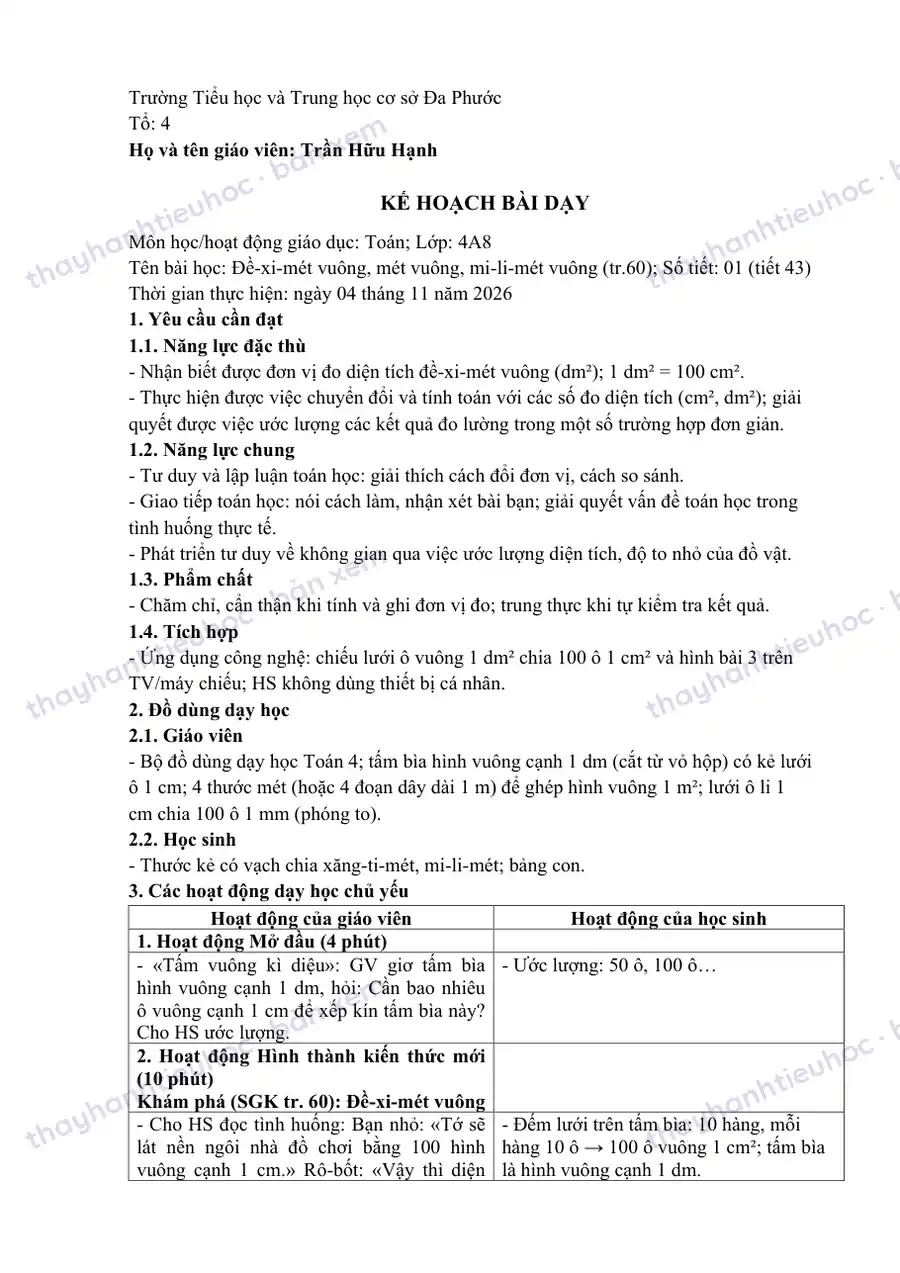 Trường Tiểu học và Trung học cơ sở Đa Phước
Tổ: 4
Họ và tên giáo viên: Trần Hữu Hạnh
KẾ HOẠCH BÀI DẠY
Môn học/hoạt động giáo dục: Toán; Lớp: 4A8
Tên bài học: Đề-xi-mét vuông, mét vuông, mi-li-mét vuông (tr.60); Số tiết: 01 (tiết 43)
Thời gian thực hiện: ngày 04 tháng 11 năm 2026
1. Yêu cầu cần đạt
1.1. Năng lực đặc thù
- Nhận biết được đơn vị đo diện tích đề-xi-mét vuông (dm²); 1 dm² = 100 cm².
- Thực hiện được việc chuyển đổi và tính toán với các số đo diện tích (cm², dm²); giải
quyết được việc ước lượng các kết quả đo lường trong một số trường hợp đơn giản.
1.2. Năng lực chung
- Tư duy và lập luận toán học: giải thích cách đổi đơn vị, cách so sánh.
- Giao tiếp toán học: nói cách làm, nhận xét bài bạn; giải quyết vấn đề toán học trong
tình huống thực tế.
- Phát triển tư duy về không gian qua việc ước lượng diện tích, độ to nhỏ của đồ vật.
1.3. Phẩm chất
- Chăm chỉ, cẩn thận khi tính và ghi đơn vị đo; trung thực khi tự kiểm tra kết quả.
1.4. Tích hợp
- Ứng dụng công nghệ: chiếu lưới ô vuông 1 dm² chia 100 ô 1 cm² và hình bài 3 trên
TV/máy chiếu; HS không dùng thiết bị cá nhân.
2. Đồ dùng dạy học
2.1. Giáo viên
- Bộ đồ dùng dạy học Toán 4; tấm bìa hình vuông cạnh 1 dm (cắt từ vỏ hộp) có kẻ lưới
ô 1 cm; 4 thước mét (hoặc 4 đoạn dây dài 1 m) để ghép hình vuông 1 m²; lưới ô li 1
cm chia 100 ô 1 mm (phóng to).
2.2. Học sinh
- Thước kẻ có vạch chia xăng-ti-mét, mi-li-mét; bảng con.
3. Các hoạt động dạy học chủ yếu
Hoạt động của giáo viên
Hoạt động của học sinh
1. Hoạt động Mở đầu (4 phút)
- «Tấm vuông kì diệu»: GV giơ tấm bìa
hình vuông cạnh 1 dm, hỏi: Cần bao nhiêu
ô vuông cạnh 1 cm để xếp kín tấm bìa này?
Cho HS ước lượng.
- Ước lượng: 50 ô, 100 ô…
2. Hoạt động Hình thành kiến thức mới
(10 phút)
Khám phá (SGK tr. 60): Đề-xi-mét vuông
- Cho HS đọc tình huống: Bạn nhỏ: «Tớ sẽ
lát nền ngôi nhà đồ chơi bằng 100 hình
vuông cạnh 1 cm.» Rô-bốt: «Vậy thì diện
- Đếm lưới trên tấm bìa: 10 hàng, mỗi
hàng 10 ô → 100 ô vuông 1 cm²; tấm bìa
là hình vuông cạnh 1 dm.
thayhanhtieuhoc · bản xem
thayhanhtieuhoc · b
thayhanhtieuhoc · bản xem
thayhanhtieuhoc · b
thayhanhtieuhoc · bản xem
thayhanhtieuhoc · b